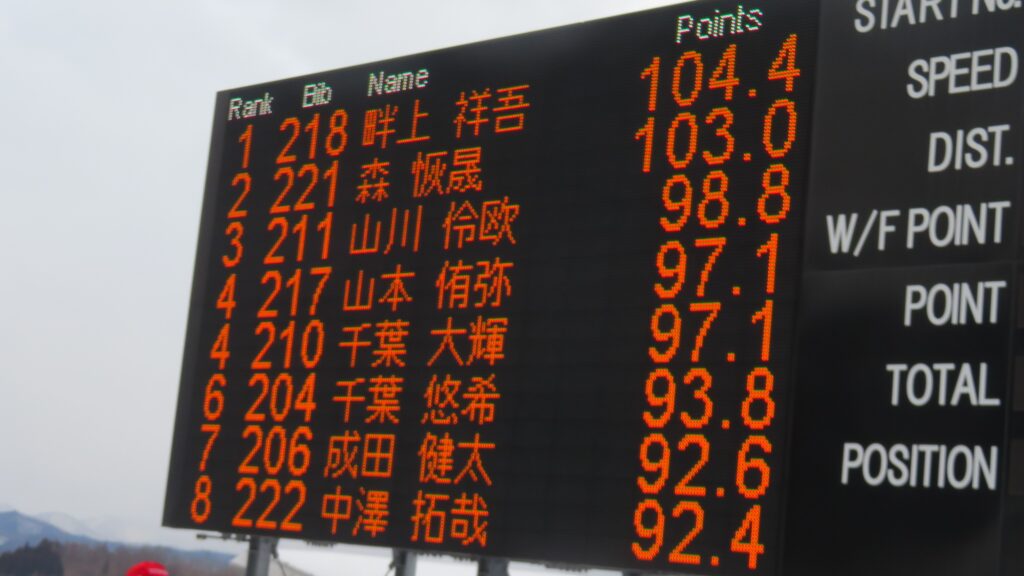 Rank Bib Name Points
1 218 畔上 祥吾 104.4
2 221 森 恢晟 103.0
3 211 山川 伶欧 98.8
4 217 山本 侑弥 97.1
4 210 千葉 大輝 97.1
6 204 千葉 悠希 93.8
7 206 成田 健太 92.6
8 222 中澤 拓哉 92.4
START No.
SPEED
DIST.
W/F POINT
POINT
TOTAL
POSITION